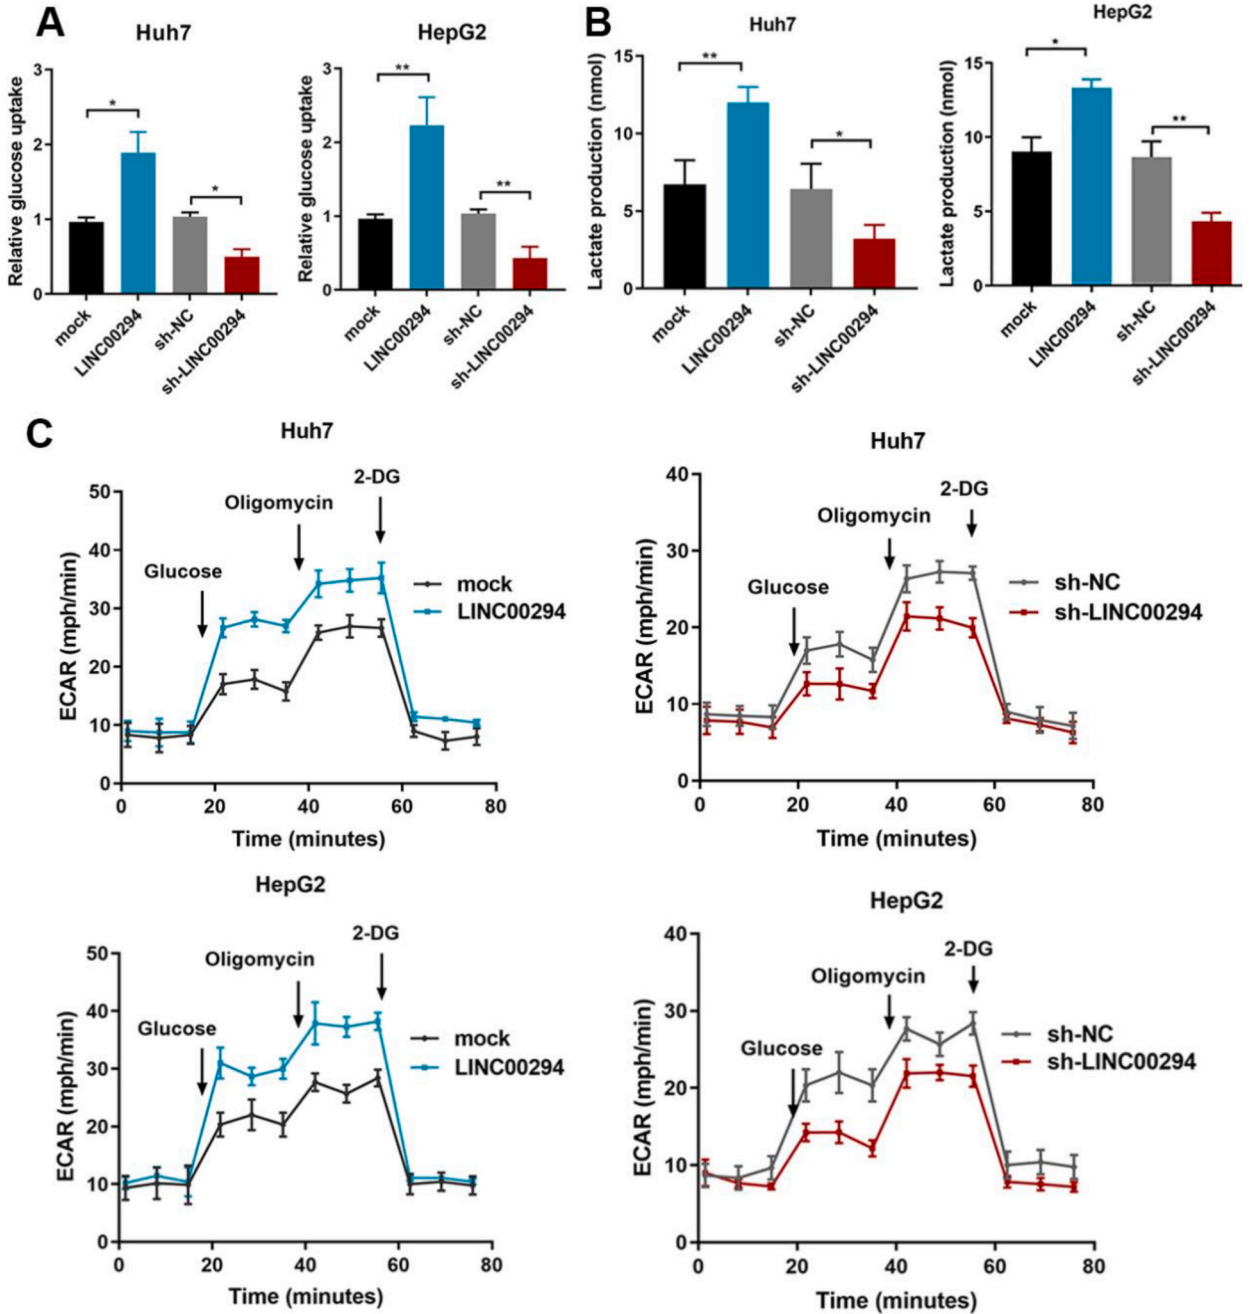 A
Huh7
Relative glucose uptake
3
2
1
0
*
*
mock
LINC00294
sh-NC
sh-LINC00294
HepG2
Relative glucose uptake
3
2
1
0
**
**
mock
LINC00294
sh-NC
sh-LINC00294
B
Huh7
Lactate production (nmol)
15
10
5
0
**
*
mock
LINC00294
sh-NC
sh-LINC00294
HepG2
Lactate production (nmol)
15
10
5
0
*
**
mock
LINC00294
sh-NC
sh-LINC00294
C
Huh7
ECAR (mph/min)
50
40
30
20
10
0
Glucose
Oligomycin
2-DG
mock
LINC00294
0 20 40 60 80
Time (minutes)
Huh7
ECAR (mph/min)
40
30
20
10
0
Glucose
Oligomycin
2-DG
sh-NC
sh-LINC00294
0 20 40 60 80
Time (minutes)
HepG2
ECAR (mph/min)
50
40
30
20
10
0
Glucose
Oligomycin
2-DG
mock
LINC00294
0 20 40 60 80
Time (minutes)
HepG2
ECAR (mph/min)
40
30
20
10
0
Glucose
Oligomycin
2-DG
sh-NC
sh-LINC00294
0 20 40 60 80
Time (minutes)